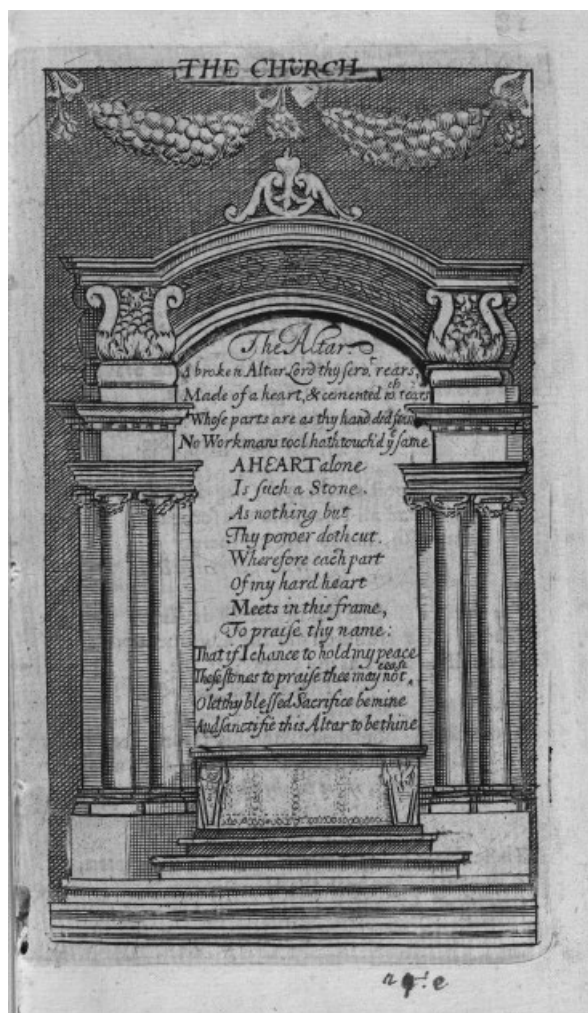 THE CHURCH
The Altar.
A broken Altar Lord thy servt. rears,
Made of a heart, & cemented wth. tears
Whose parts are as thy hand did
No Workmans tool hath touch'd ye same
A HEART alone
Is such a Stone.
As nothing but
Thy power doth cut.
Wherefore each part
Of my hard heart
Meets in this frame,
To praise thy name:
That if I chance to hold my peace
These stones to praise thee may not ^cease
O let thy blessed Sacrifice be mine
And sanctifie this Altar to be thine